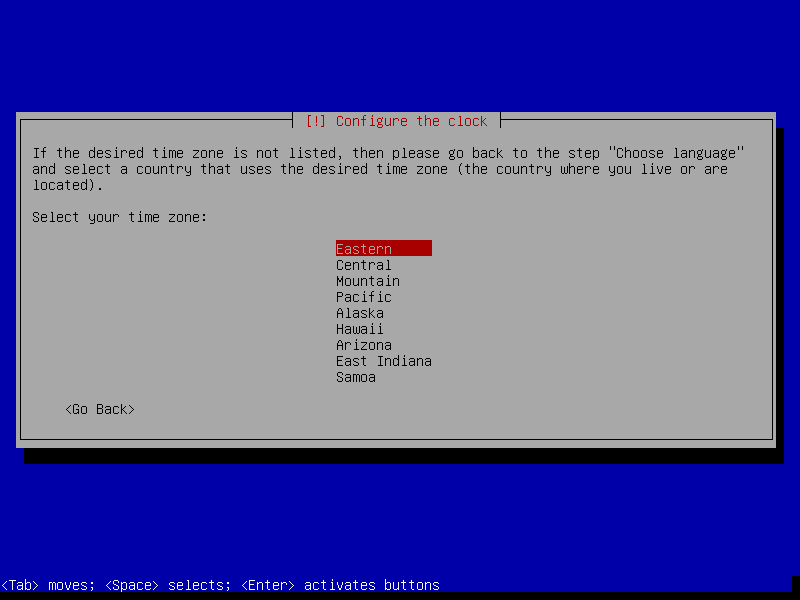 [!] Configure the clock
If the desired time zone is not listed, then please go back to the step "Choose language"
and select a country that uses the desired time zone (the country where you live or are
located).
Select your time zone:
Eastern
Central
Mountain
Pacific
Alaska
Hawaii
Arizona
East Indiana
Samoa
<Go Back>
<Tab> moves; <Space> selects; <Enter> activates buttons